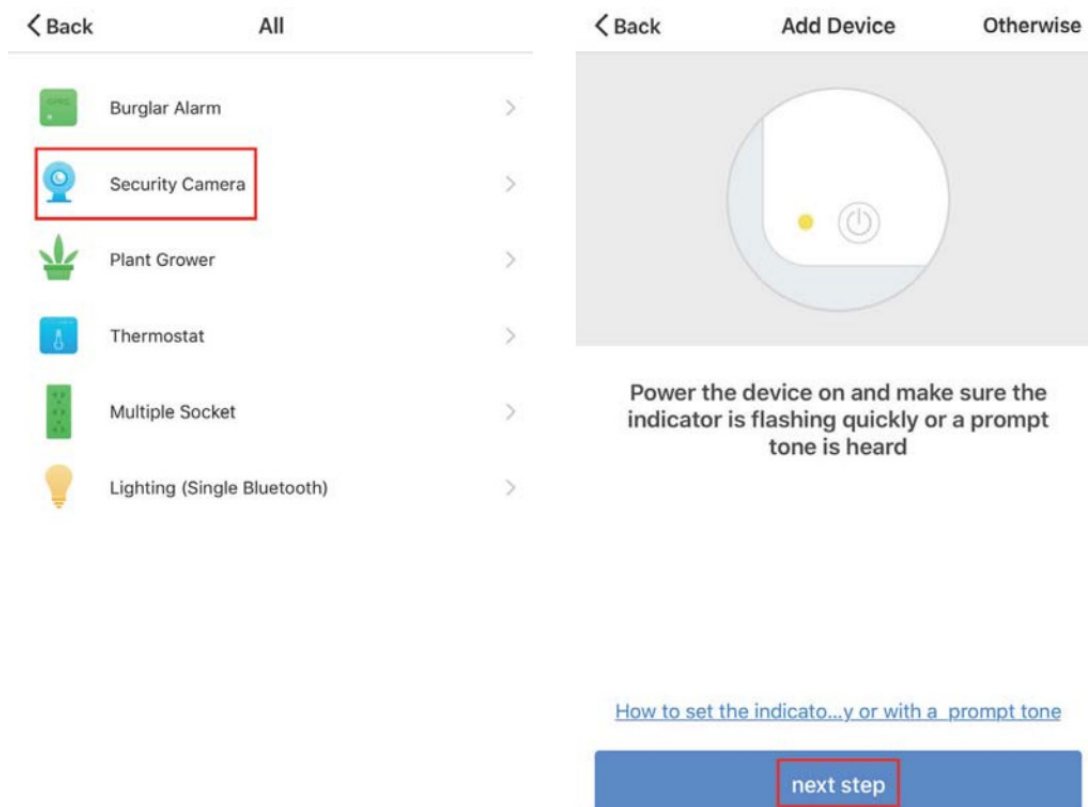 Back
All
Burglar Alarm
Security Camera
Plant Grower
Thermostat
Multiple Socket
Lighting (Single Bluetooth)
Back
Add Device
Otherwise
Power the device on and make sure the
indicator is flashing quickly or a prompt
tone is heard
How to set the indicato...y or with a prompt tone
next step